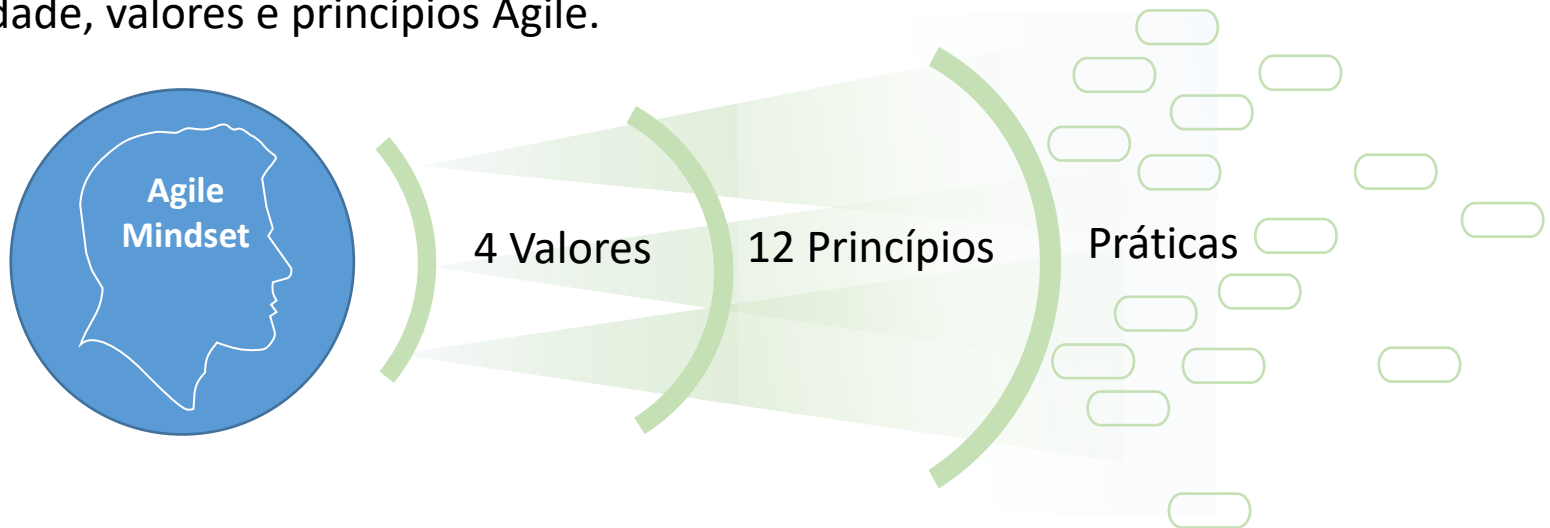 dade, valores e princípios Agile.
Agile
Mindset
4 Valores
12 Princípios
Práticas